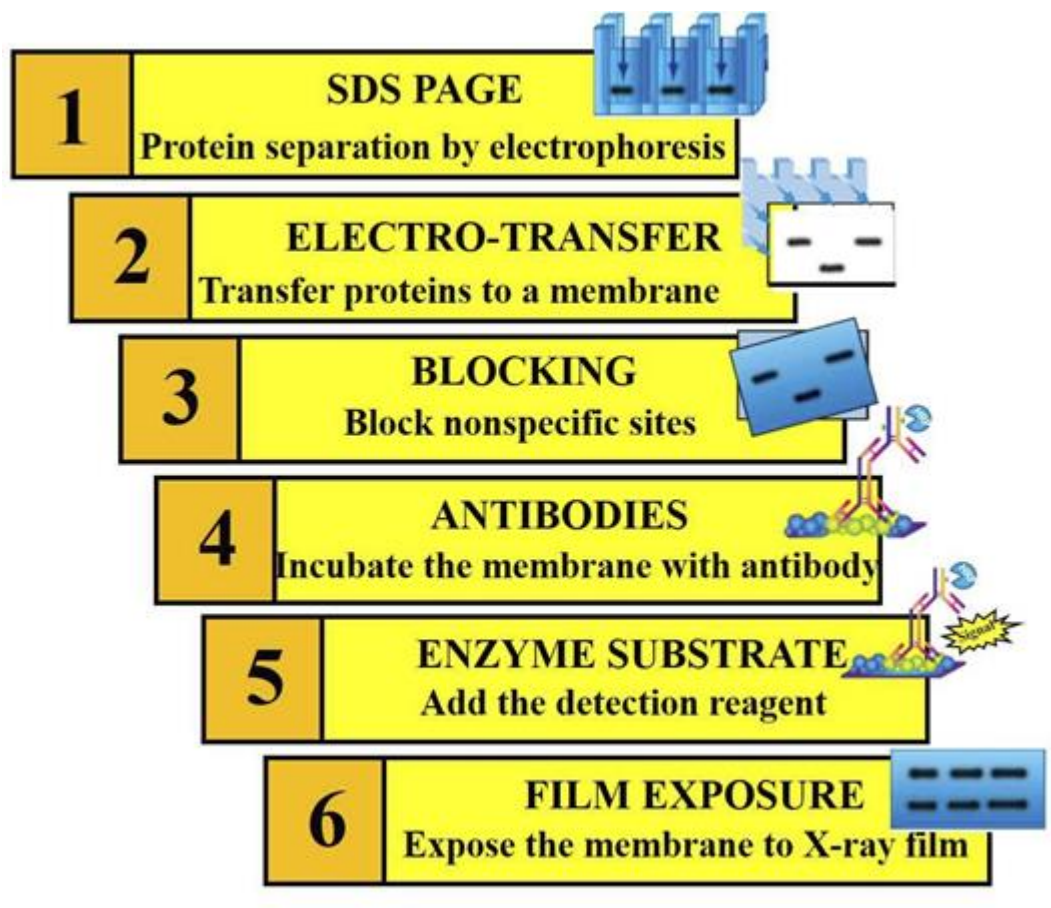 1
SDS PAGE
Protein separation by electrophoresis
2
ELECTRO-TRANSFER
Transfer proteins to a membrane
3
BLOCKING
Block nonspecific sites
4
ANTIBODIES
Incubate the membrane with antibody
5
ENZYME SUBSTRATE
Signal
Add the detection reagent
6
FILM EXPOSURE
Expose the membrane to X-ray film